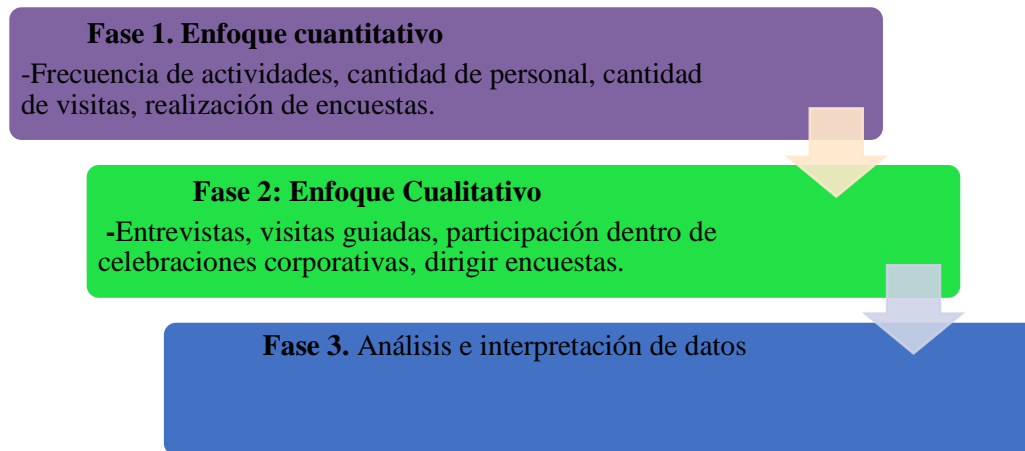 Fase 1. Enfoque cuantitativo
-Frecuencia de actividades, cantidad de personal, cantidad
de visitas, realización de encuestas.
Fase 2: Enfoque Cualitativo
-Entrevistas, visitas guiadas, participación dentro de
celebraciones corporativas, dirigir encuestas.
Fase 3. Análisis e interpretación de datos